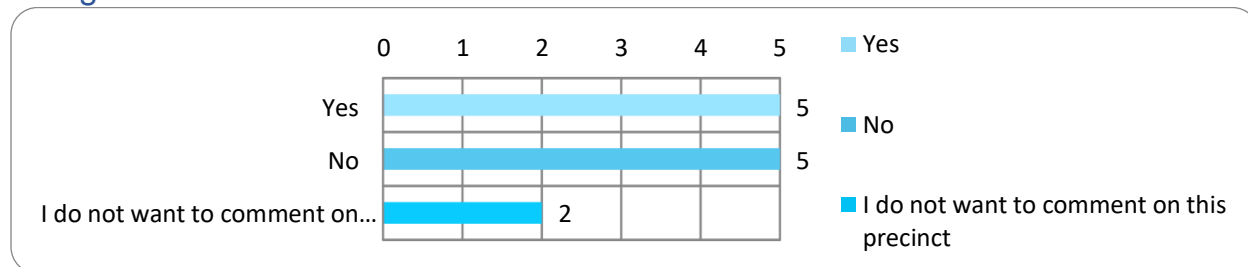 0 1 2 3 4 5
Yes 5
No 5
I do not want to comment on... 2
Yes
No
I do not want to comment on this
precinct